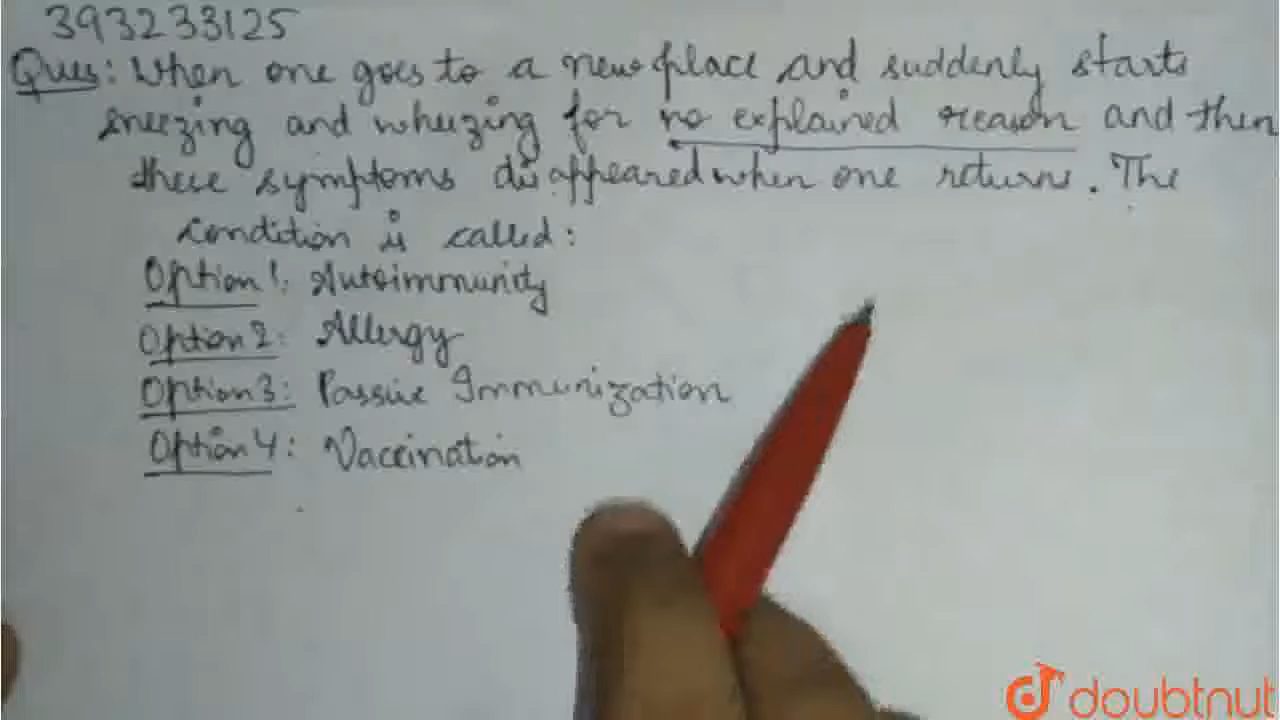 393233125
Ques: When one goes to a new place and suddenly starts
sneezing and wheezing for no explained reason and then
these symptoms disappeared when one returns. The
condition is called:
Option 1: Autoimmunity
Option 2: Allergy
Option 3: Passive Immunization
Option 4: Vaccination
doubtnut